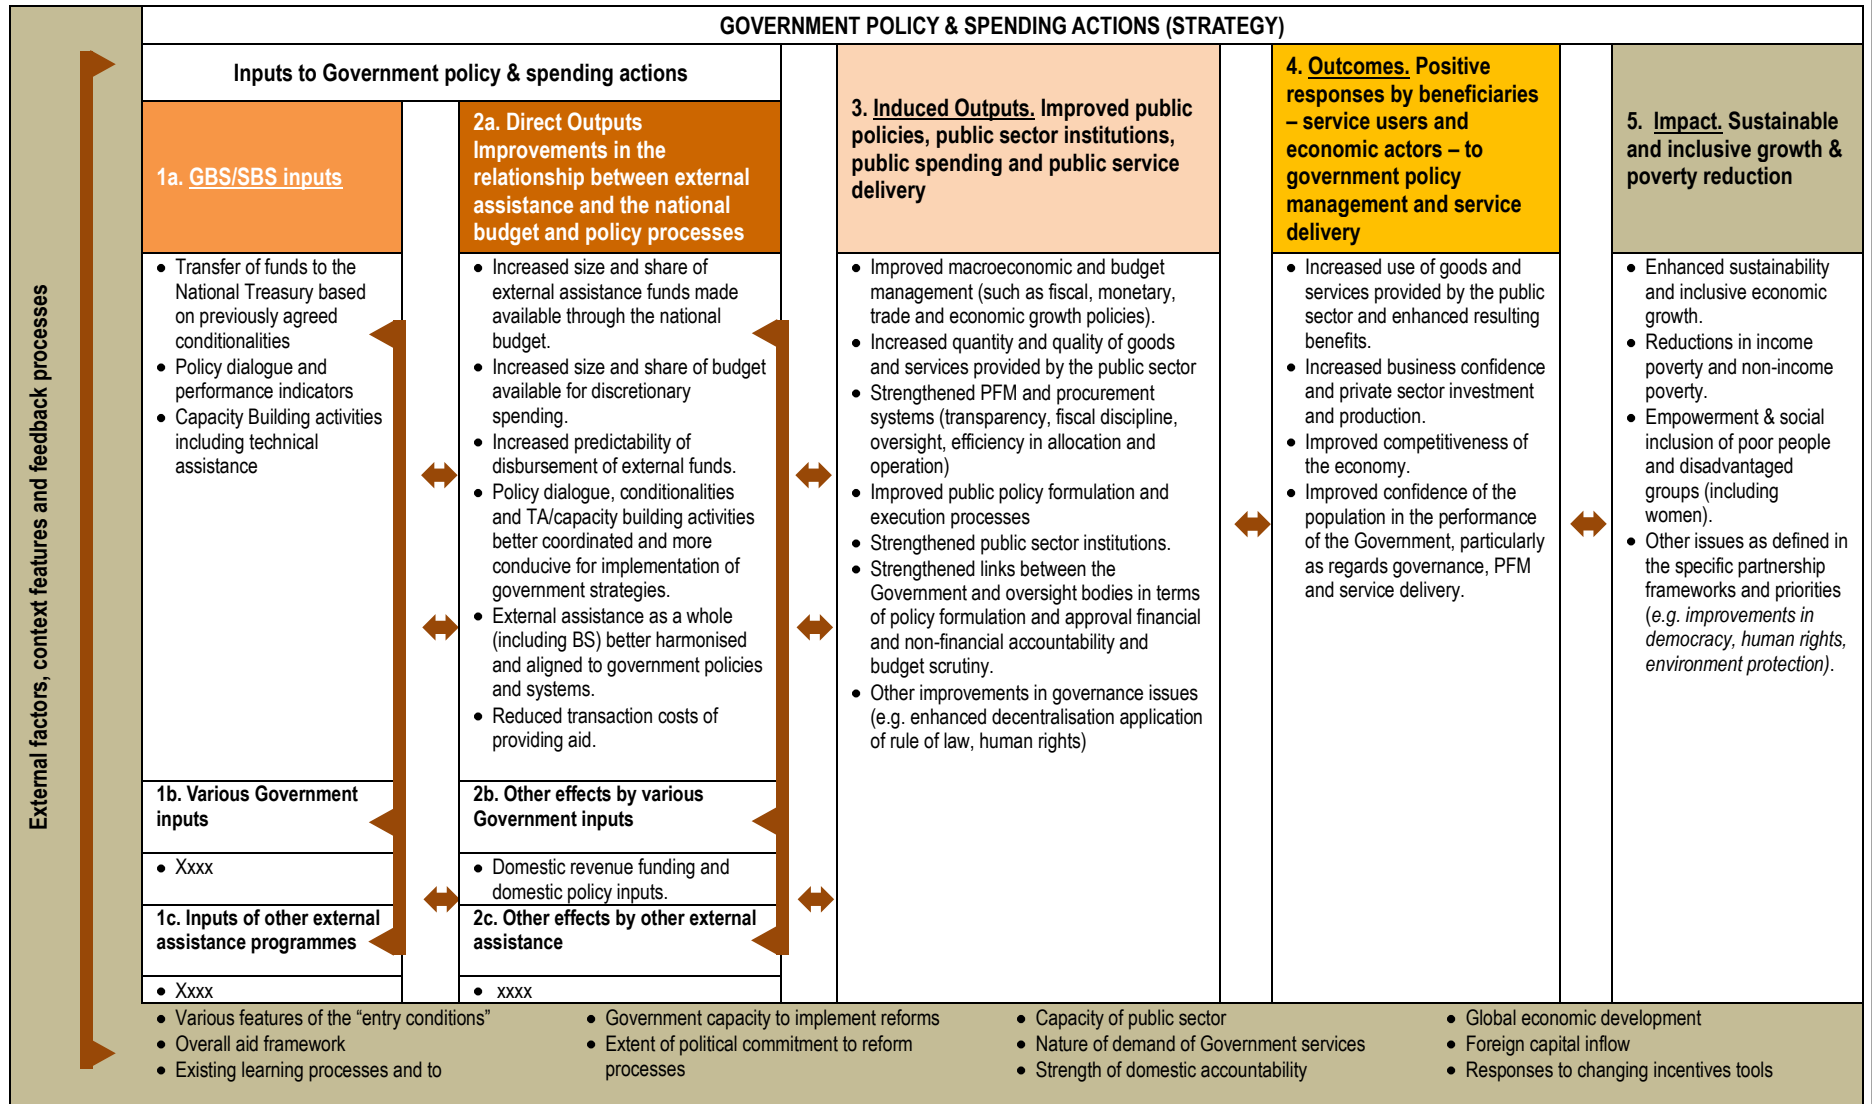 GOVERNMENT POLICY & SPENDING ACTIONS (STRATEGY)
External factors, context features and feedback processes
Inputs to Government policy & spending actions
1a. GBS/SBS inputs
• Transfer of funds to the
National Treasury based
on previously agreed
conditionalities
• Policy dialogue and
performance indicators
• Capacity Building activities
including technical
assistance
1b. Various Government
inputs
• Xxxx
1c. Inputs of other external
assistance programmes
• Xxxx
2a. Direct Outputs
Improvements in the
relationship between external
assistance and the national
budget and policy processes
• Increased size and share of
external assistance funds made
available through the national
budget.
• Increased size and share of budget
available for discretionary
spending.
• Increased predictability of
disbursement of external funds.
• Policy dialogue, conditionalities
and TA/capacity building activities
better coordinated and more
conducive for implementation of
government strategies.
• External assistance as a whole
(including BS) better harmonised
and aligned to government policies
and systems.
• Reduced transaction costs of
providing aid.
2b. Other effects by various
Government inputs
• Domestic revenue funding and
domestic policy inputs.
2c. Other effects by other external
assistance
• xxxx
3. Induced Outputs. Improved public
policies, public sector institutions,
public spending and public service
delivery
• Improved macroeconomic and budget
management (such as fiscal, monetary,
trade and economic growth policies).
• Increased quantity and quality of goods
and services provided by the public sector
• Strengthened PFM and procurement
systems (transparency, fiscal discipline,
oversight, efficiency in allocation and
operation)
• Improved public policy formulation and
execution processes
• Strengthened public sector institutions.
• Strengthened links between the
Government and oversight bodies in terms
of policy formulation and approval financial
and non-financial accountability and
budget scrutiny.
• Other improvements in governance issues
(e.g. enhanced decentralisation application
of rule of law, human rights)
4. Outcomes. Positive
responses by beneficiaries
– service users and
economic actors – to
government policy
management and service
delivery
• Increased use of goods and
services provided by the public
sector and enhanced resulting
benefits.
• Increased business confidence
and private sector investment
and production.
• Improved competitiveness of
the economy.
• Improved confidence of the
population in the performance
of the Government, particularly
as regards governance, PFM
and service delivery.
5. Impact. Sustainable
and inclusive growth &
poverty reduction
• Enhanced sustainability
and inclusive economic
growth.
• Reductions in income
poverty and non-income
poverty.
• Empowerment & social
inclusion of poor people
and disadvantaged
groups (including
women).
• Other issues as defined in
the specific partnership
frameworks and priorities
(e.g. improvements in
democracy, human rights,
environment protection).
• Various features of the “entry conditions”
• Overall aid framework
• Existing learning processes and to
• Government capacity to implement reforms
• Extent of political commitment to reform
processes
• Capacity of public sector
• Nature of demand of Government services
• Strength of domestic accountability
• Global economic development
• Foreign capital inflow
• Responses to changing incentives tools